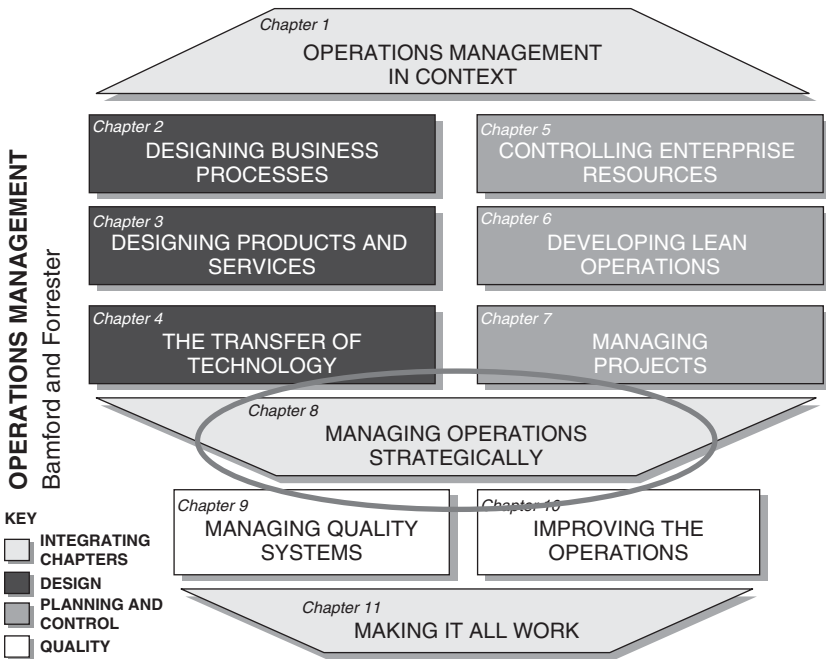 Chapter 1
OPERATIONS MANAGEMENT
IN CONTEXT
Chapter 2
DESIGNING BUSINESS
PROCESSES
Chapter 5
CONTROLLING ENTERPRISE
RESOURCES
Chapter 3
DESIGNING PRODUCTS AND
SERVICES
Chapter 6
DEVELOPING LEAN
OPERATIONS
Chapter 4
THE TRANSFER OF
TECHNOLOGY
Chapter 7
MANAGING
PROJECTS
Chapter 8
MANAGING OPERATIONS
STRATEGICALLY
Chapter 9
MANAGING QUALITY
SYSTEMS
Chapter 10
IMPROVING THE
OPERATIONS
Chapter 11
MAKING IT ALL WORK
OPERATIONS MANAGEMENT
Bamford and Forrester
KEY
INTEGRATING
CHAPTERS
DESIGN
PLANNING AND
CONTROL
QUALITY